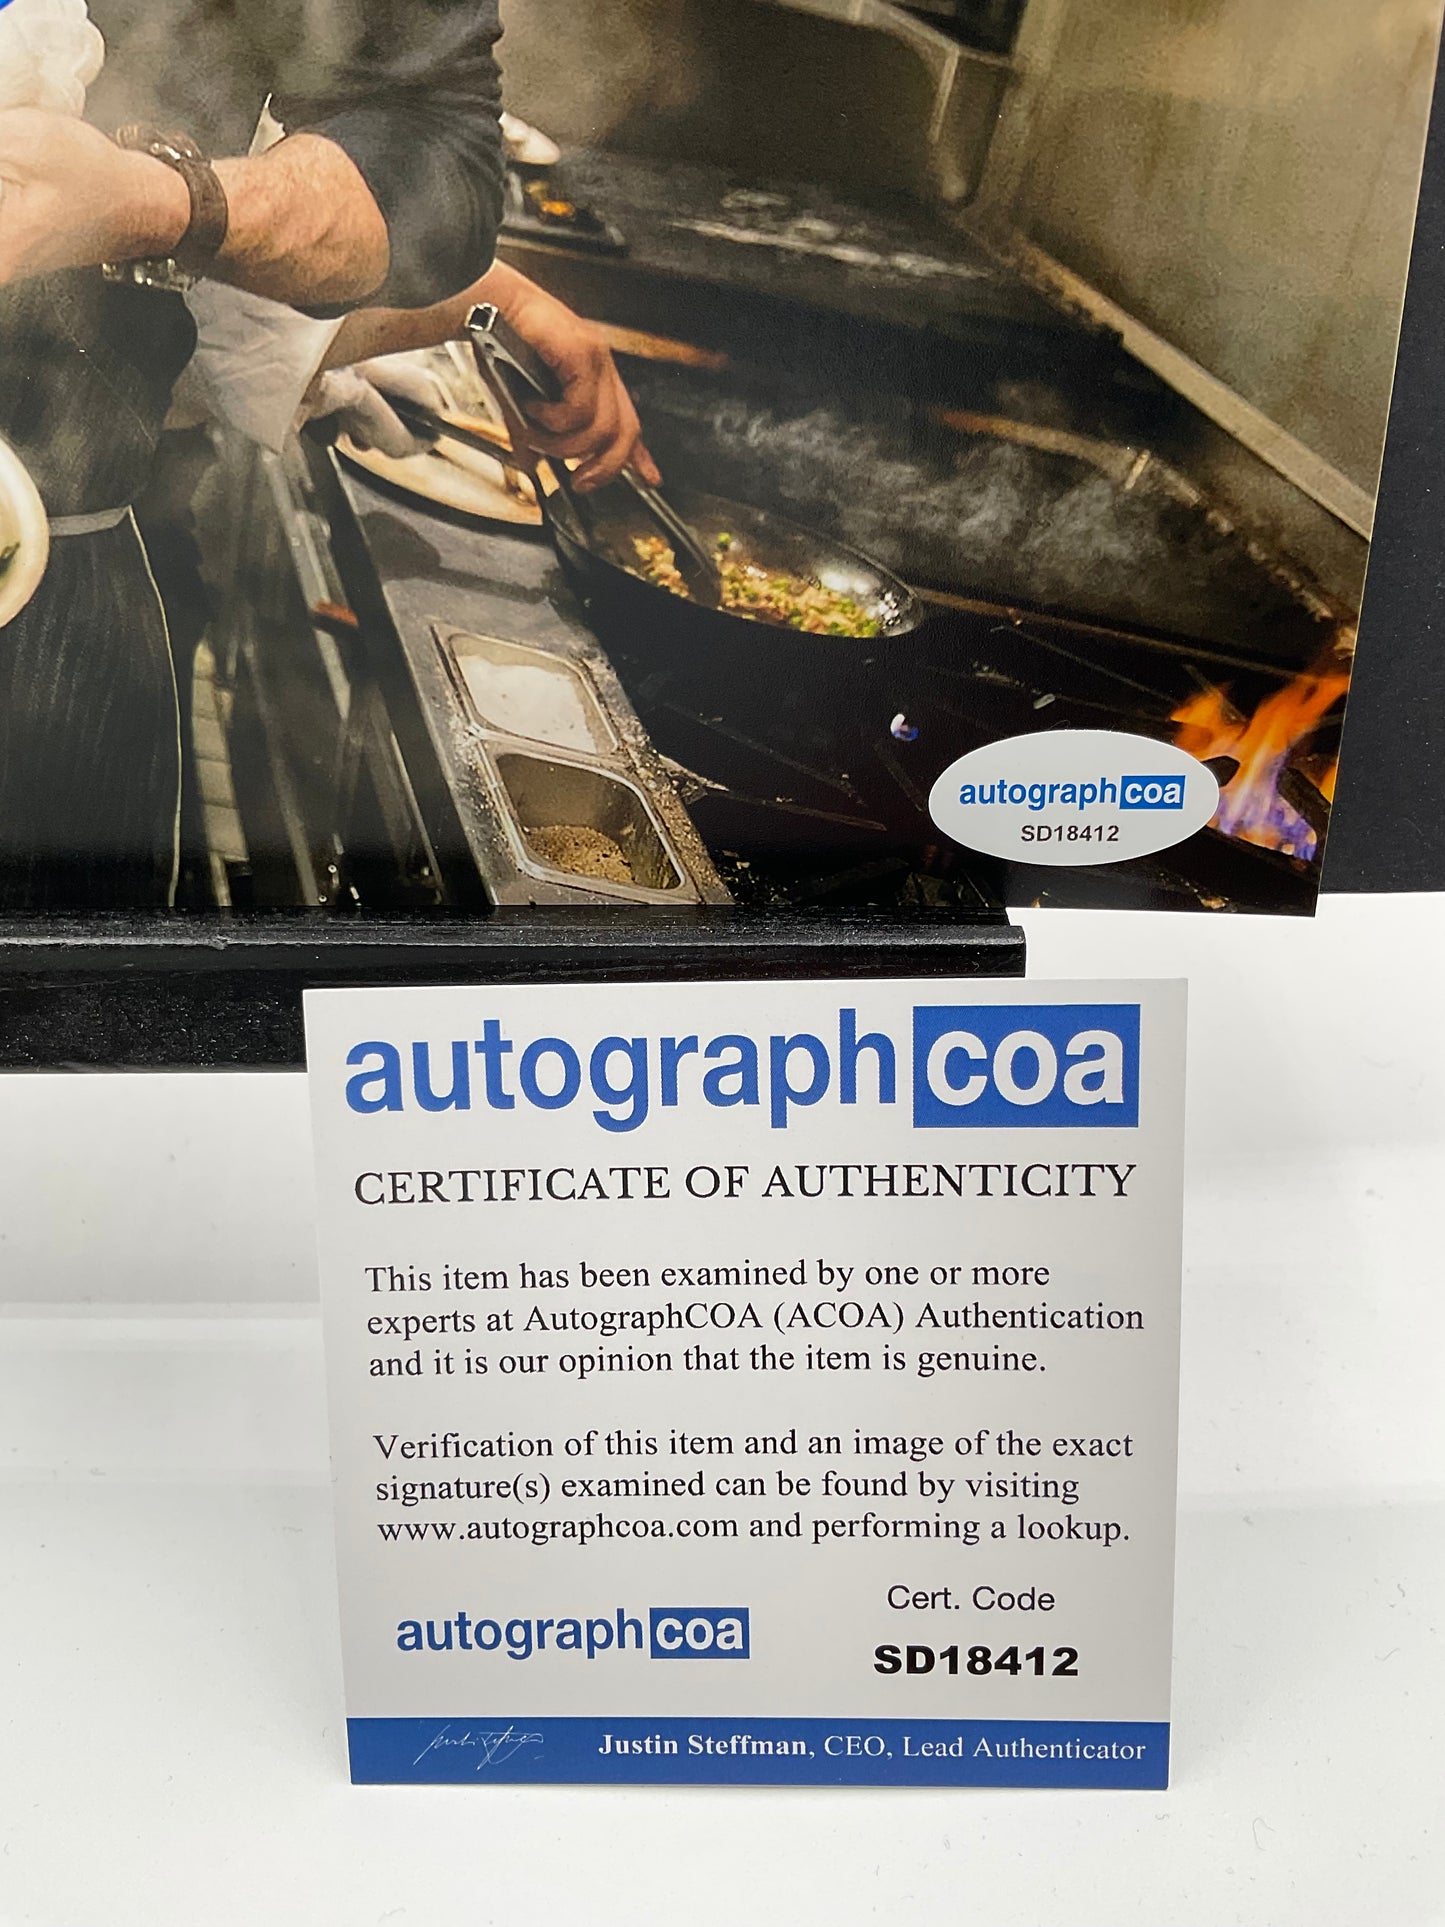 autographcoa
SD18412
autographcoa
CERTIFICATE OF AUTHENTICITY
This item has been examined by one or more
experts at AutographCOA (ACOA) Authentication
and it is our opinion that the item is genuine.
Verification of this item and an image of the exact
signature(s) examined can be found by visiting
www.autographcoa.com and performing a lookup.
Cert. Code
autographcoa
SD18412
Justin Steffman, CEO, Lead Authenticator